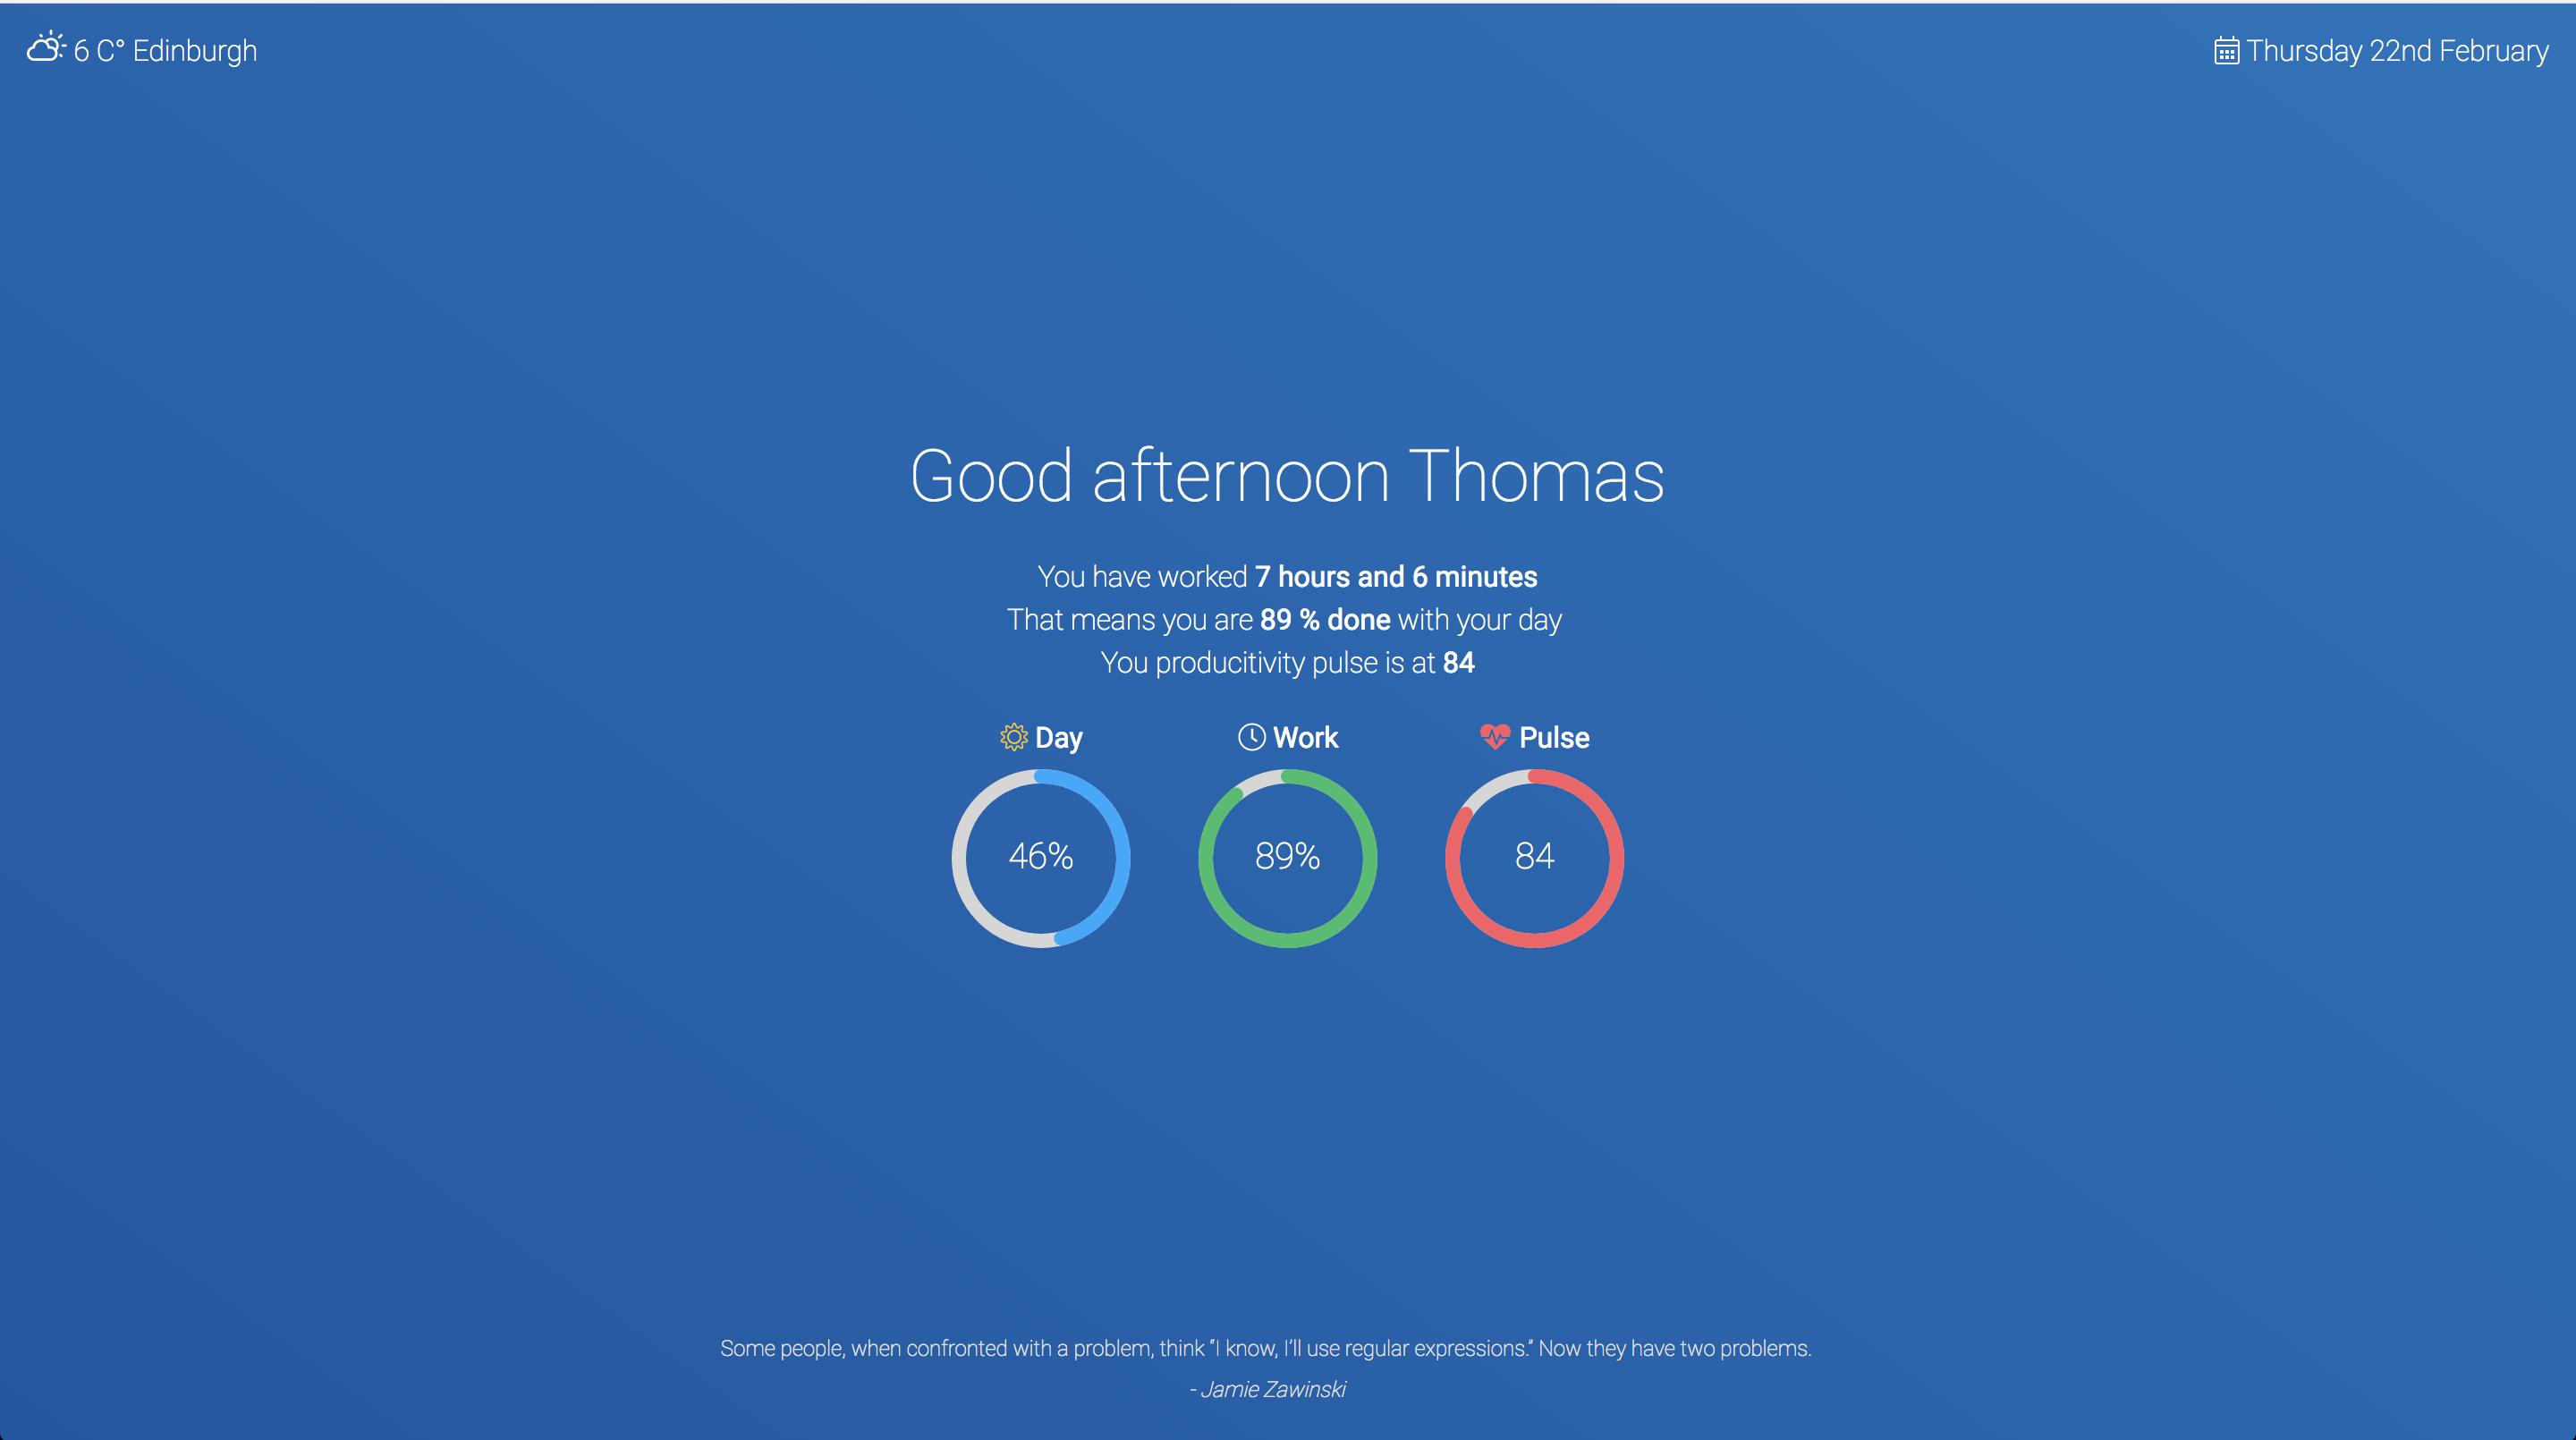 6 C° Edinburgh
Thursday 22nd February
Good afternoon Thomas
You have worked 7 hours and 6 minutes
That means you are 89 % done with your day
You producitivity pulse is at 84
Day
Work
Pulse
46%
89%
84
Some people, when confronted with a problem, think “I know, I’ll use regular expressions.” Now they have two problems.
- Jamie Zawinski